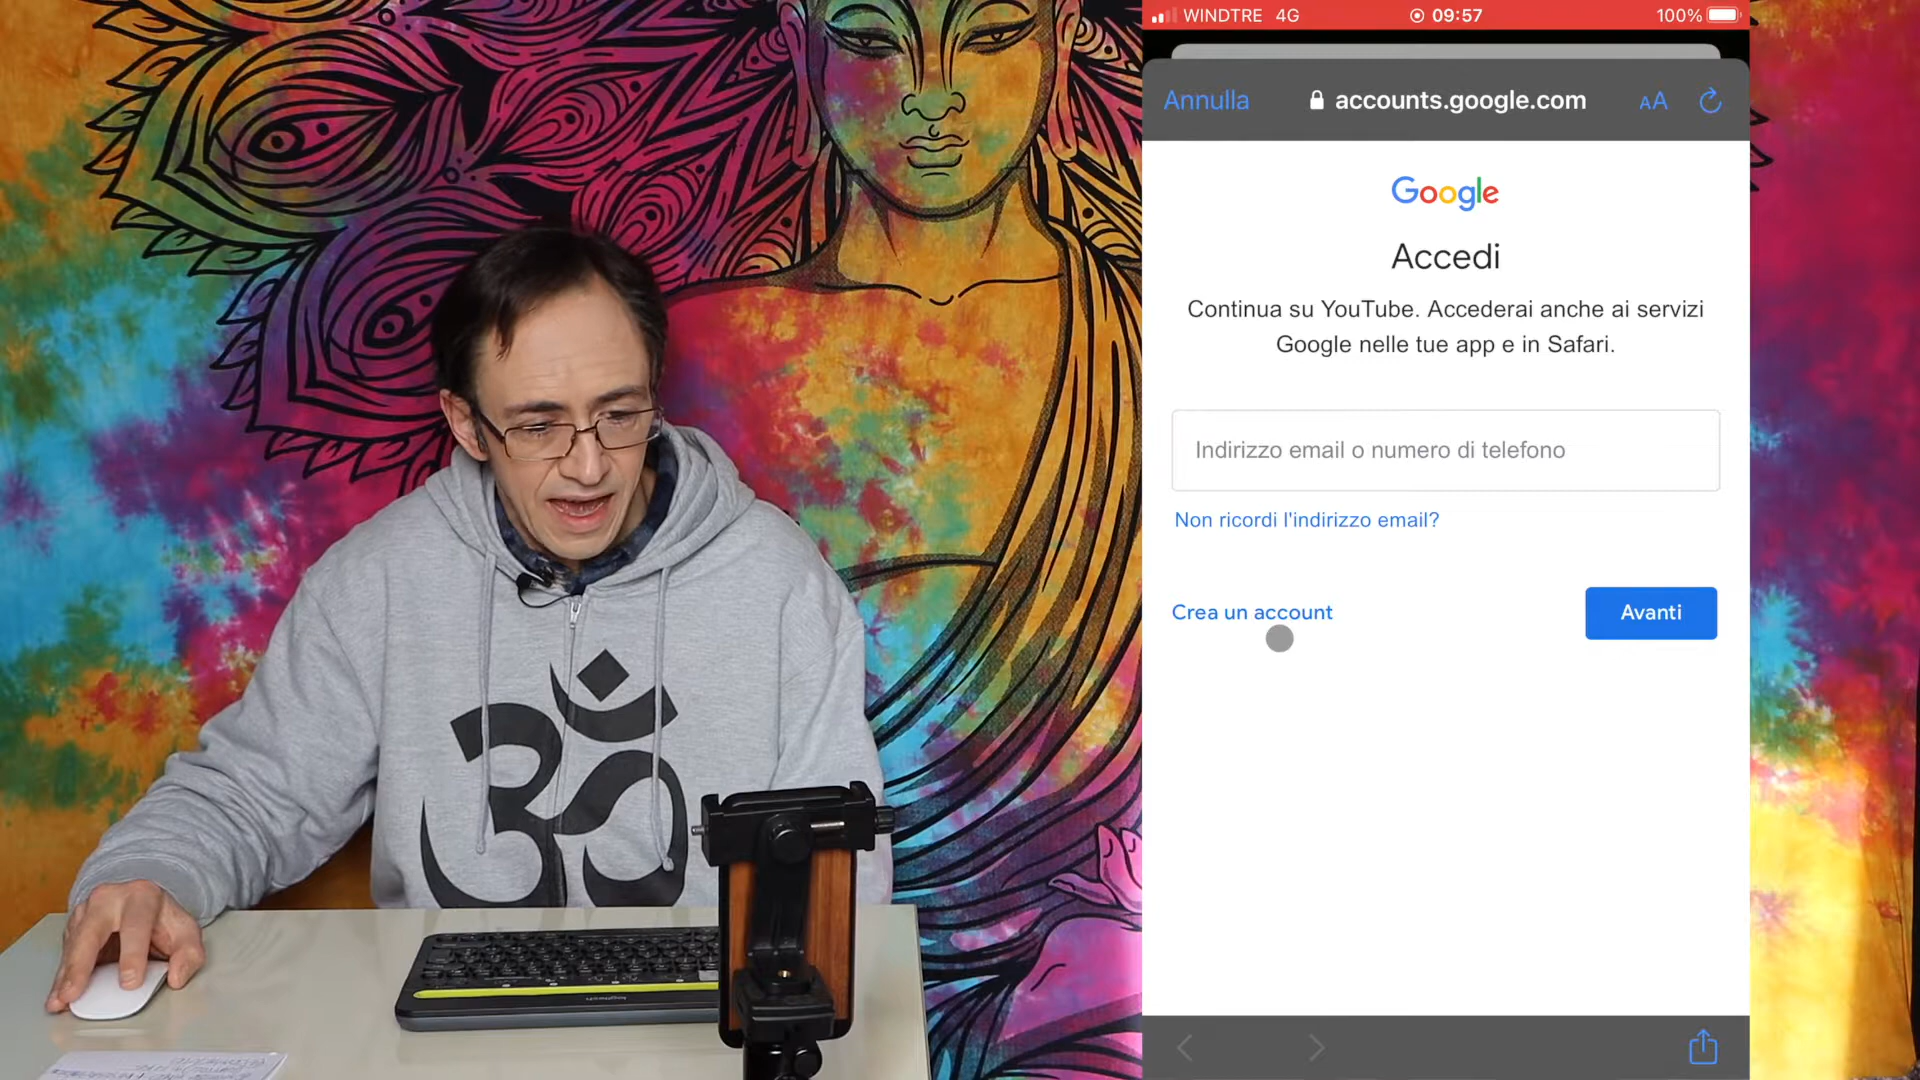 WINDTRE 4G 09:57 100%
Annulla accounts.google.com AA
Google
Accedi
Continua su YouTube. Accederai anche ai servizi
Google nelle tue app e in Safari.
Indirizzo email o numero di telefono
Non ricordi l'indirizzo email?
Crea un account Avanti
ॐ
logitech